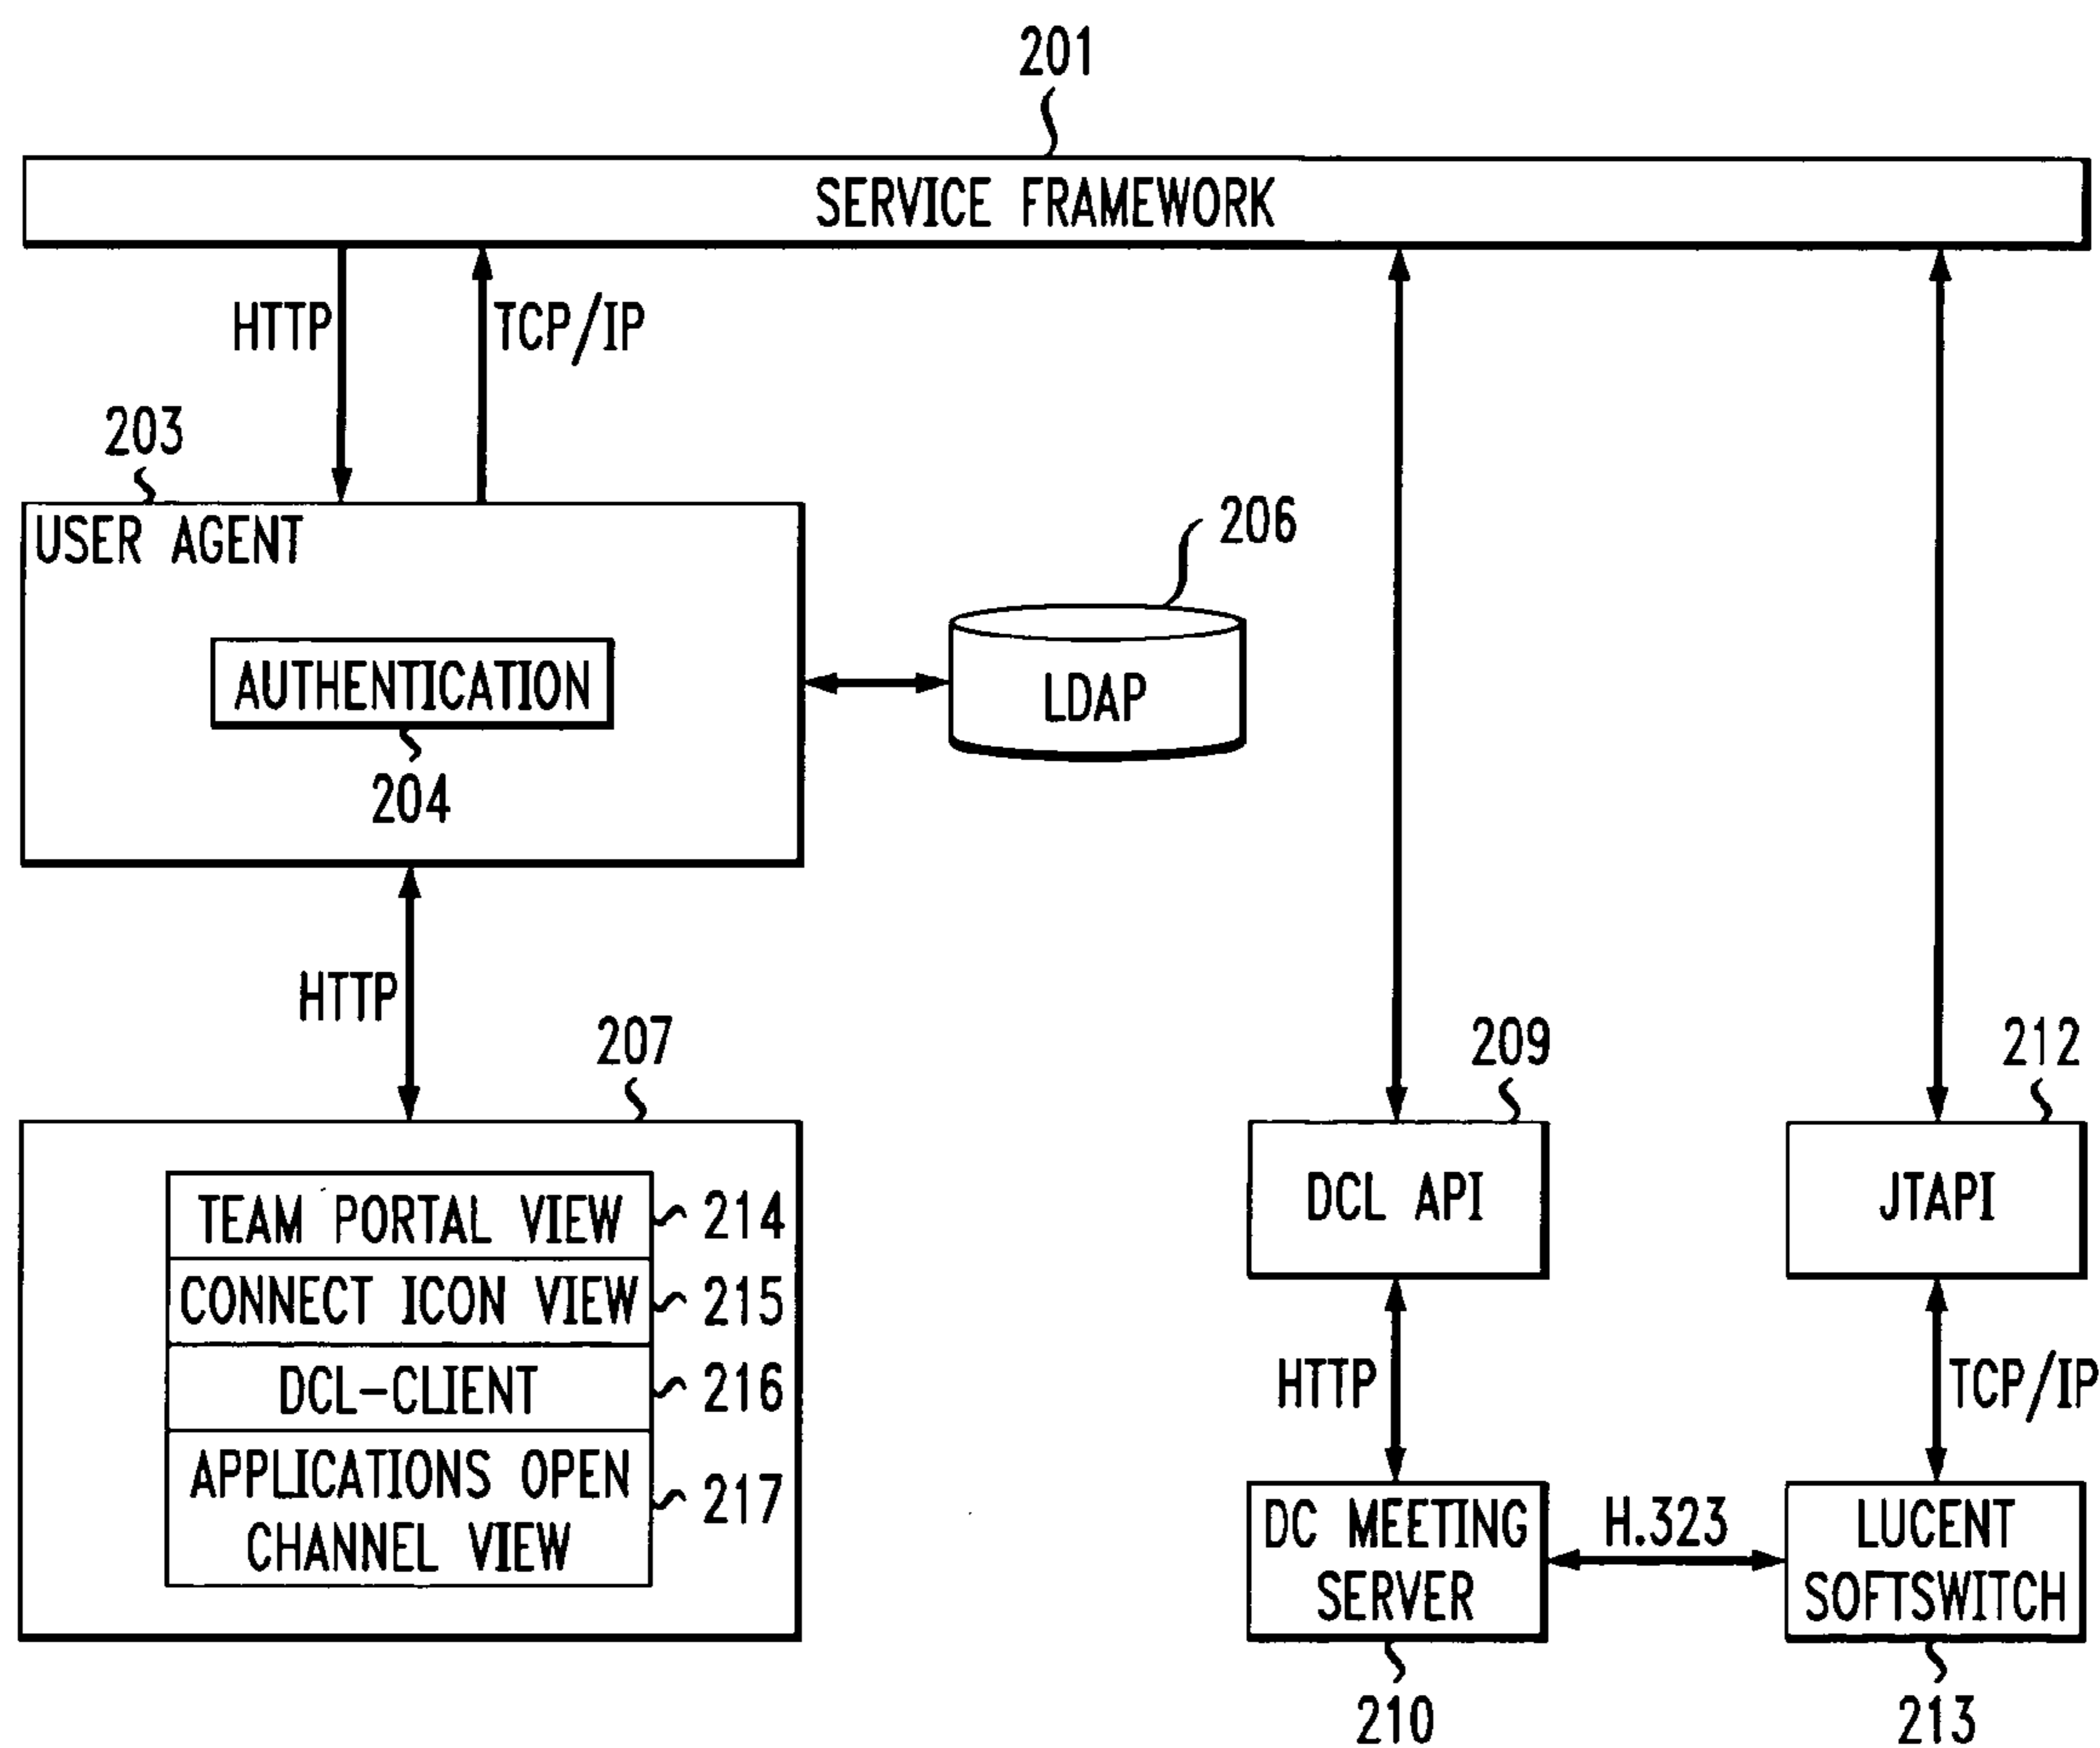 201
SERVICE FRAMEWORK
HTTP
TCP/IP
203
USER AGENT
206
AUTHENTICATION
LDAP
204
HTTP
207
209
212
TEAM PORTAL VIEW
214
DCL API
JTAPI
CONNECT ICON VIEW
215
DCL-CLIENT
216
HTTP
TCP/IP
APPLICATIONS OPEN
CHANNEL VIEW
217
DC MEETING
SERVER
H.323
LUCENT
SOFTSWITCH
210
213